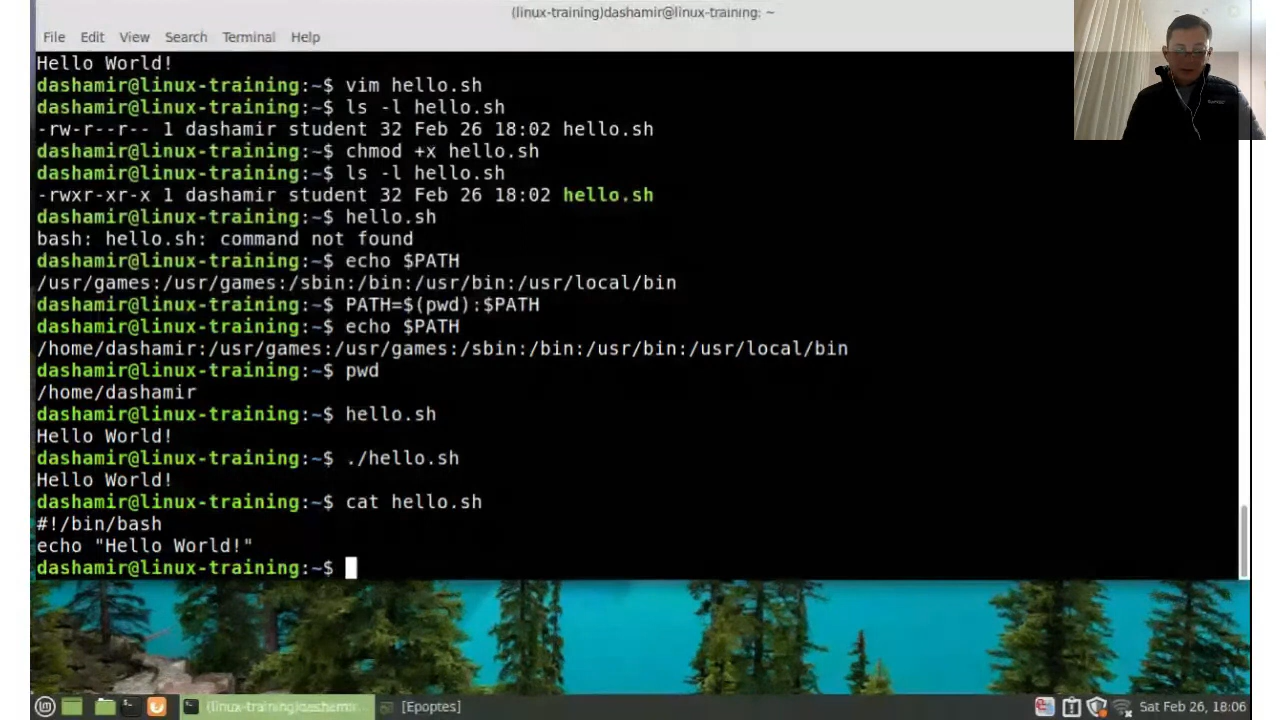 (linux-training)dashamir@linux-training: ~
File Edit View Search Terminal Help
Hello World!
dashamir@linux-training:~$ vim hello.sh
dashamir@linux-training:~$ ls -l hello.sh
-rw-r--r-- 1 dashamir student 32 Feb 26 18:02 hello.sh
dashamir@linux-training:~$ chmod +x hello.sh
dashamir@linux-training:~$ ls -l hello.sh
-rwxr-xr-x 1 dashamir student 32 Feb 26 18:02 hello.sh
dashamir@linux-training:~$ hello.sh
bash: hello.sh: command not found
dashamir@linux-training:~$ echo $PATH
/usr/games:/usr/games:/sbin:/bin:/usr/bin:/usr/local/bin
dashamir@linux-training:~$ PATH=$(pwd):$PATH
dashamir@linux-training:~$ echo $PATH
/home/dashamir:/usr/games:/usr/games:/sbin:/bin:/usr/bin:/usr/local/bin
dashamir@linux-training:~$ pwd
/home/dashamir
dashamir@linux-training:~$ hello.sh
Hello World!
dashamir@linux-training:~$ ./hello.sh
Hello World!
dashamir@linux-training:~$ cat hello.sh
#!/bin/bash
echo "Hello World!"
dashamir@linux-training:~$
(linux-training)dashamir... [Epoptes] Sat Feb 26, 18:06